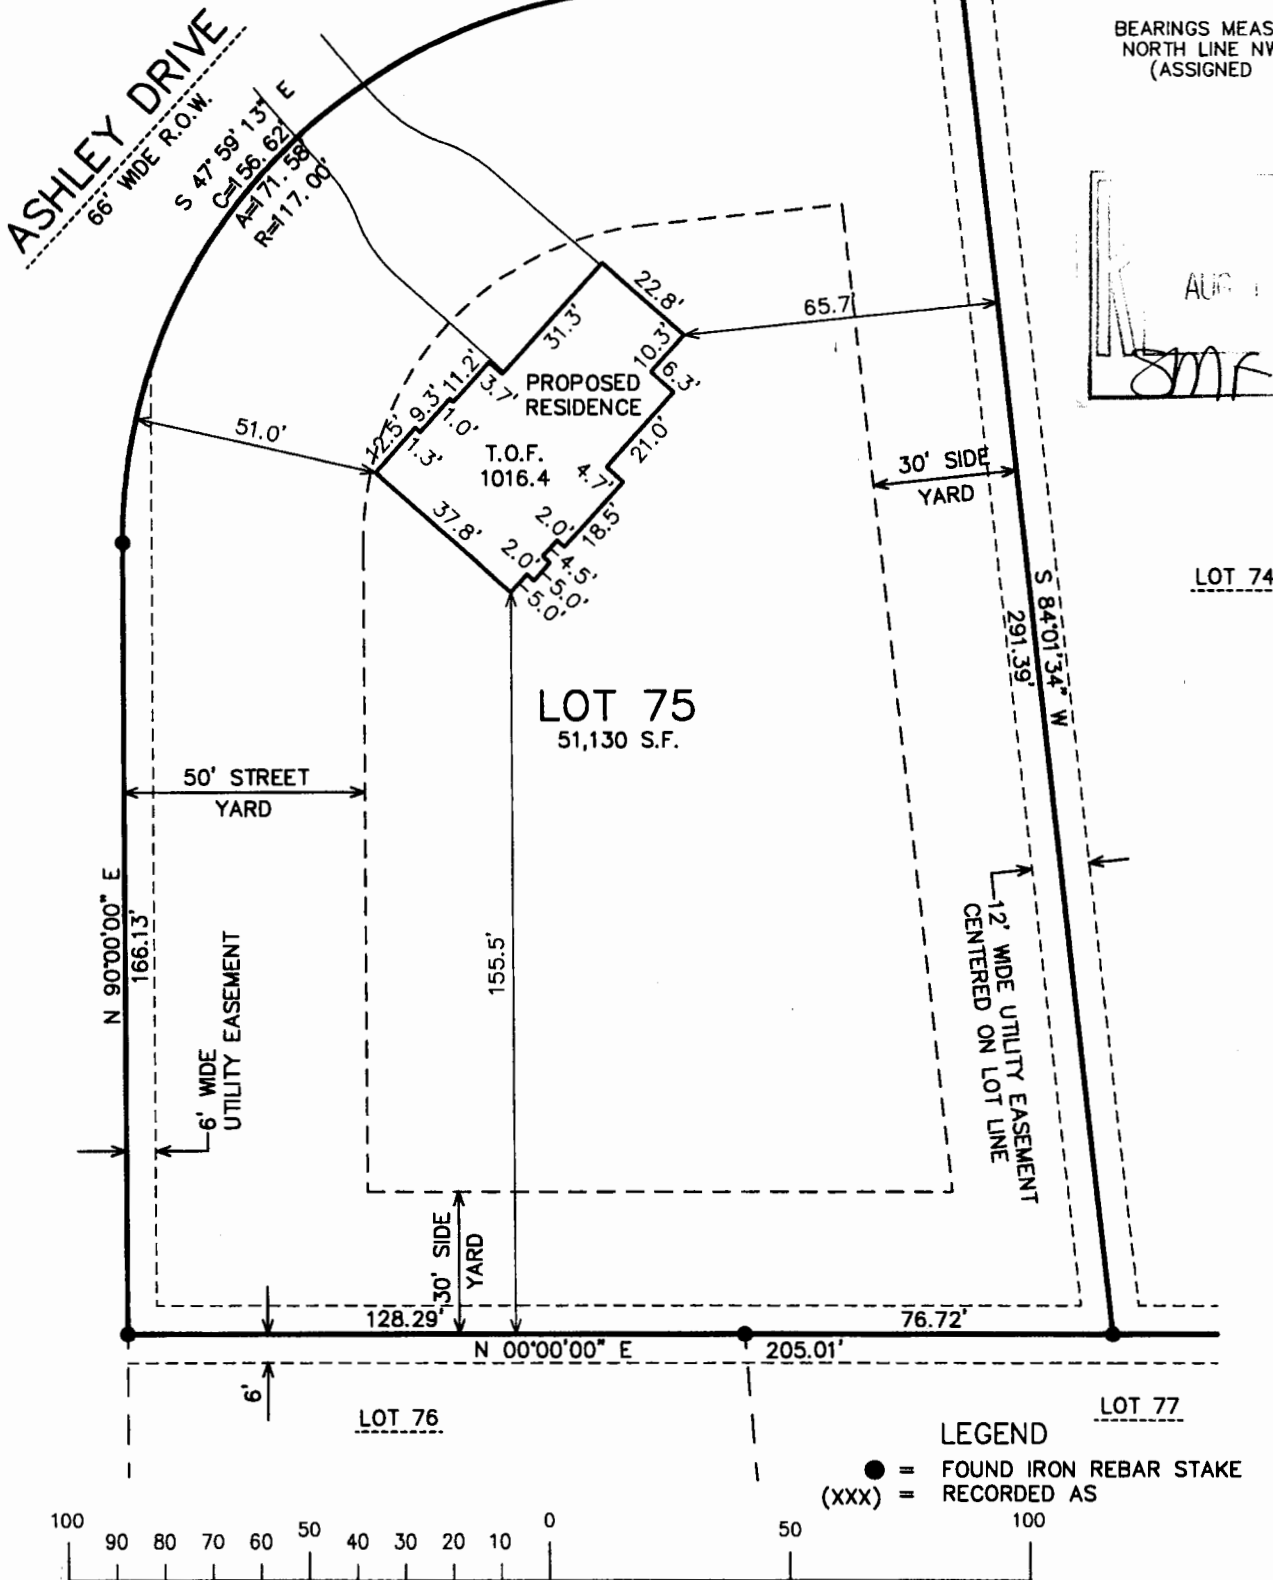 BEARINGS MEAS
NORTH LINE NW
(ASSIGNED
ASHLEY DRIVE
66' WIDE R.O.W.
S 47°59'13" E
C=156.62'
A=171.58'
R=117.00'
AUG 1
22.8'
65.7'
31.3'
10.3'
6.3'
11.2'
3.7'
PROPOSED
RESIDENCE
9.3'
1.0'
12.5'
1.3'
51.0'
21.0'
T.O.F.
1016.4
4.7'
30' SIDE
YARD
37.8'
2.0'
18.5'
2.0'
4.5'
5.0'
5.0'
S 84°01'34" W
291.39'
LOT 74
LOT 75
51,130 S.F.
50' STREET
YARD
N 90°00'00" E
166.13'
155.5'
6' WIDE
UTILITY EASEMENT
12' WIDE UTILITY EASEMENT
CENTERED ON LOT LINE
30' SIDE
YARD
128.29'
76.72'
N 00°00'00" E
205.01'
6'
LOT 76
LOT 77
LEGEND
● = FOUND IRON REBAR STAKE
(XXX) = RECORDED AS
100 90 80 70 60 50 40 30 20 10 0 50 100